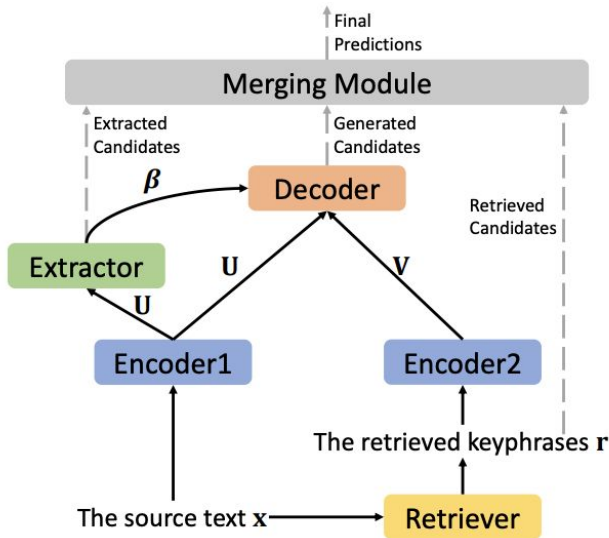 Final
Predictions
Merging Module
Extracted
Candidates
Generated
Candidates
β
Decoder
Retrieved
Candidates
Extractor
U
V
U
Encoder1
Encoder2
The retrieved keyphrases r
The source text x
Retriever